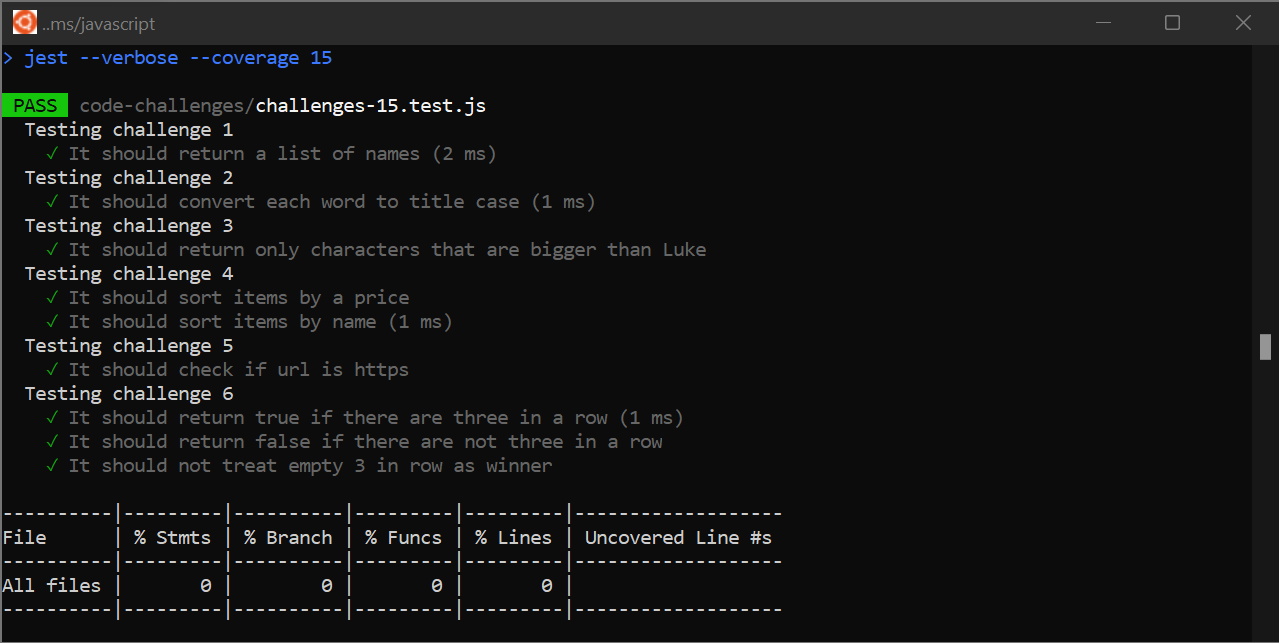 ..ms/javascript
> jest --verbose --coverage 15
PASS code-challenges/challenges-15.test.js
Testing challenge 1
✓ It should return a list of names (2 ms)
Testing challenge 2
✓ It should convert each word to title case (1 ms)
Testing challenge 3
✓ It should return only characters that are bigger than Luke
Testing challenge 4
✓ It should sort items by a price
✓ It should sort items by name (1 ms)
Testing challenge 5
✓ It should check if url is https
Testing challenge 6
✓ It should return true if there are three in a row (1 ms)
✓ It should return false if there are not three in a row
✓ It should not treat empty 3 in row as winner
----------|---------|----------|---------|---------|-------------------
File      | % Stmts | % Branch | % Funcs | % Lines | Uncovered Line #s
----------|---------|----------|---------|---------|-------------------
All files |       0 |        0 |       0 |       0 |
----------|---------|----------|---------|---------|-------------------